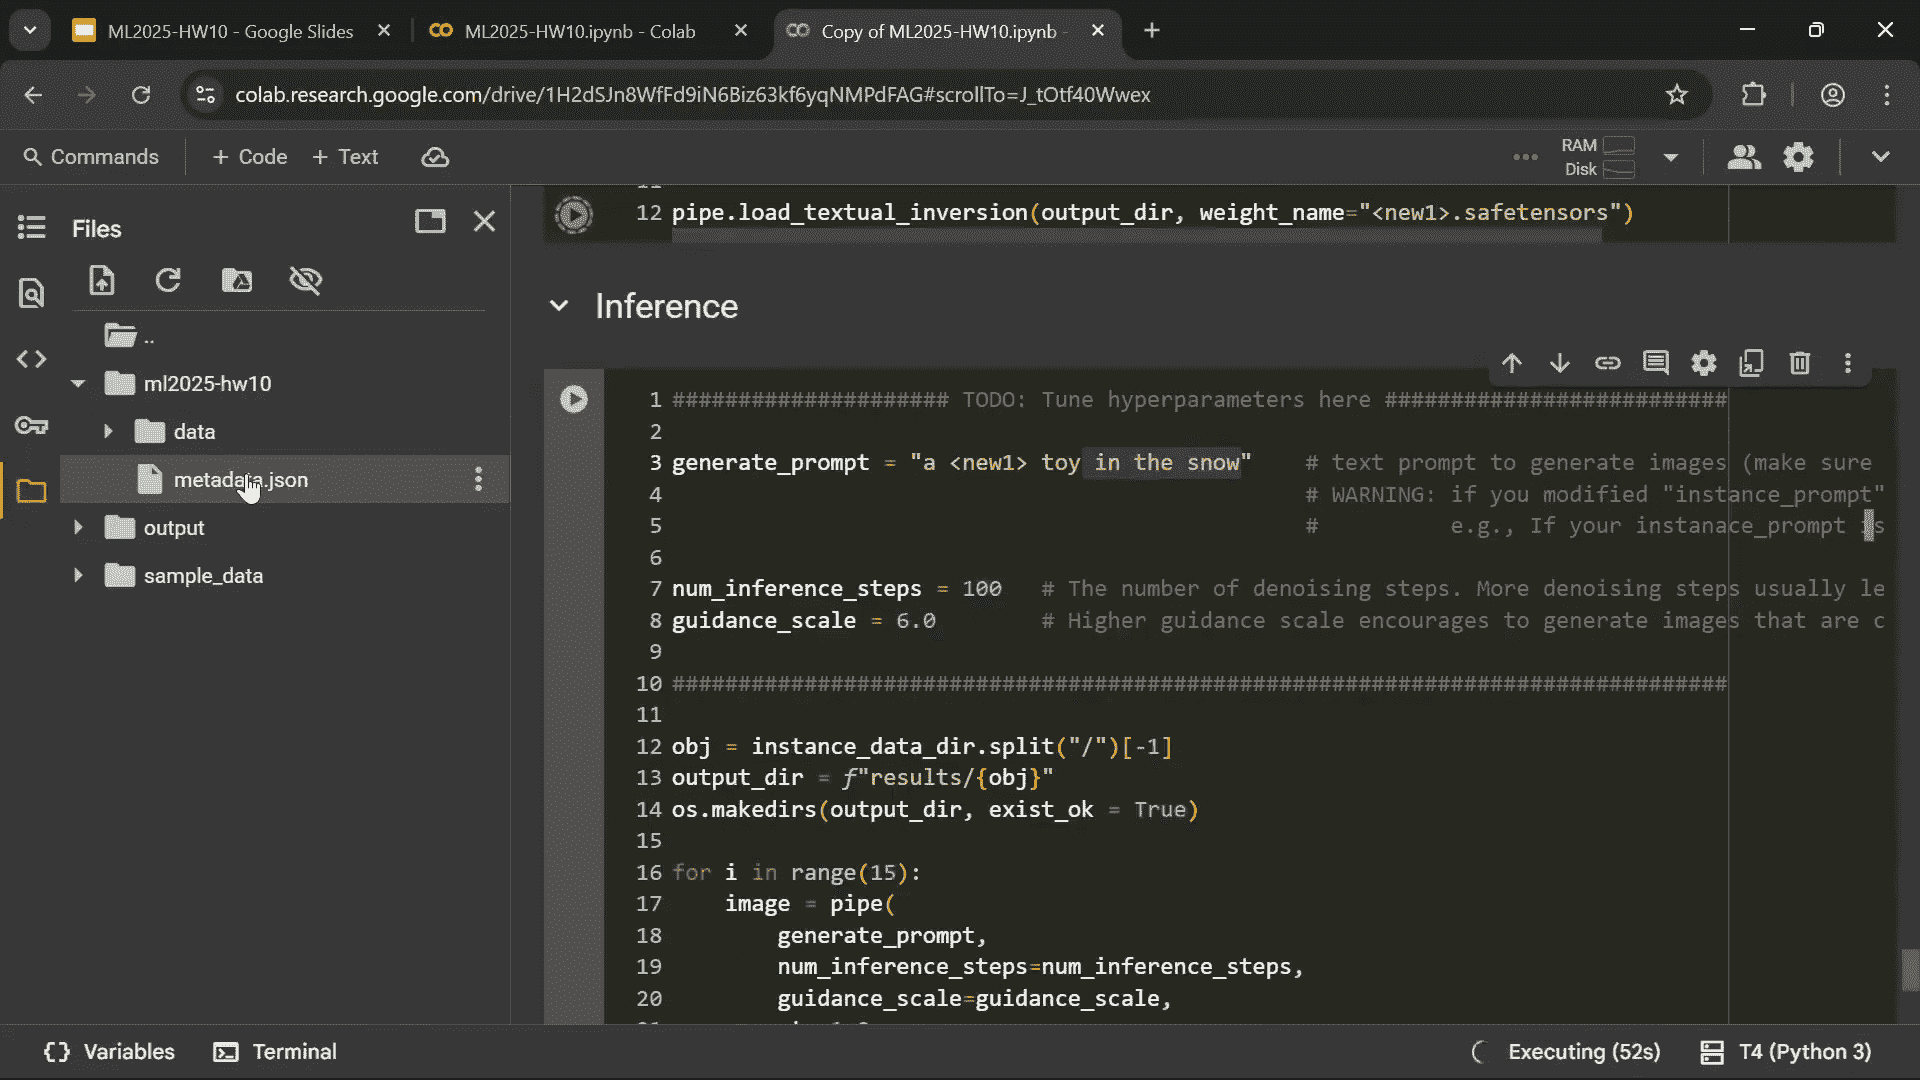 ML2025-HW10 - Google Slides
ML2025-HW10.ipynb - Colab
Copy of ML2025-HW10.ipynb -
colab.research.google.com/drive/1H2dSJn8WfFd9iN6Biz63kf6yqNMPdFAG#scrollTo=J_tOtf40Wwex
Commands + Code + Text
RAM
Disk
Files
..
ml2025-hw10
data
metadata.json
output
sample_data
12 pipe.load_textual_inversion(output_dir, weight_name="<new1>.safetensors")
Inference
1 ##################### TODO: Tune hyperparameters here ##########################
2
3 generate_prompt = "a <new1> toy in the snow" # text prompt to generate images (make sure
4 # WARNING: if you modified "instance_prompt"
5 # e.g., If your instanace_prompt is
6
7 num_inference_steps = 100 # The number of denoising steps. More denoising steps usually le
8 guidance_scale = 6.0 # Higher guidance scale encourages to generate images that are c
9
10 ################################################################################
11
12 obj = instance_data_dir.split("/")[-1]
13 output_dir = f"results/{obj}"
14 os.makedirs(output_dir, exist_ok = True)
15
16 for i in range(15):
17 image = pipe(
18 generate_prompt,
19 num_inference_steps=num_inference_steps,
20 guidance_scale=guidance_scale,
Variables
Terminal
Executing (52s)
T4 (Python 3)